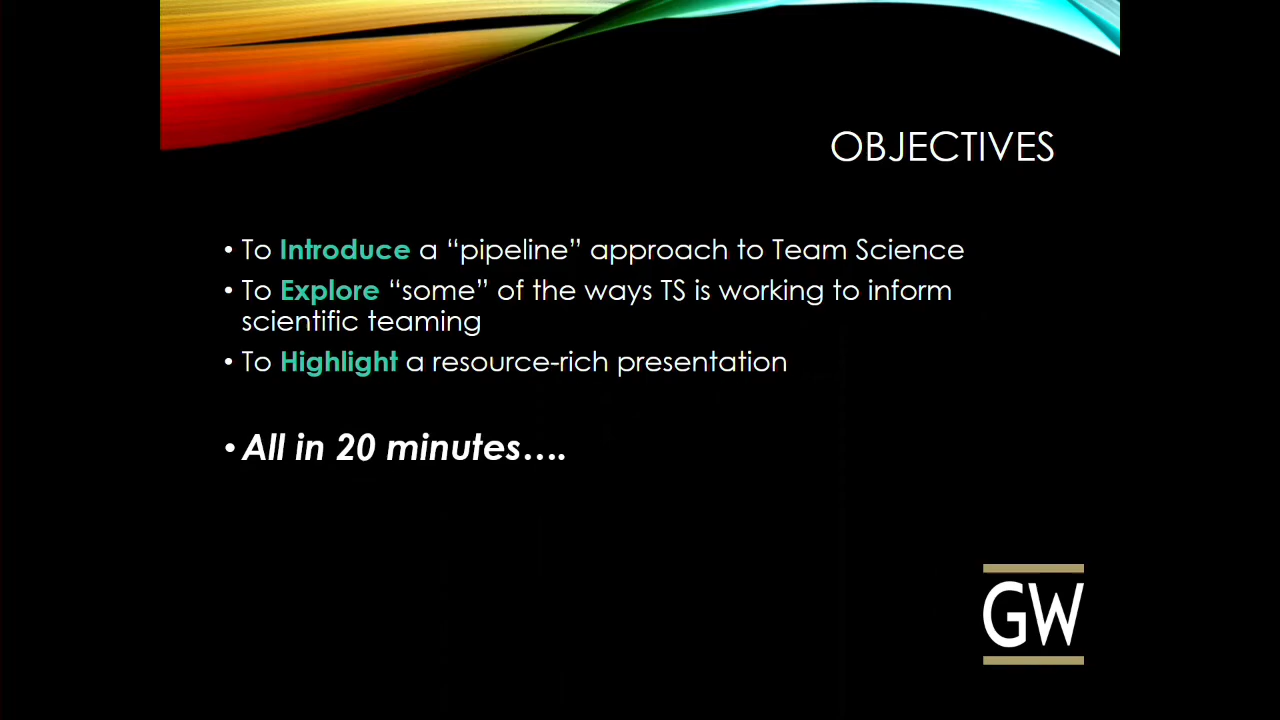 OBJECTIVES
• To Introduce a “pipeline” approach to Team Science
• To Explore “some” of the ways TS is working to inform
scientific teaming
• To Highlight a resource-rich presentation
• All in 20 minutes….
GW